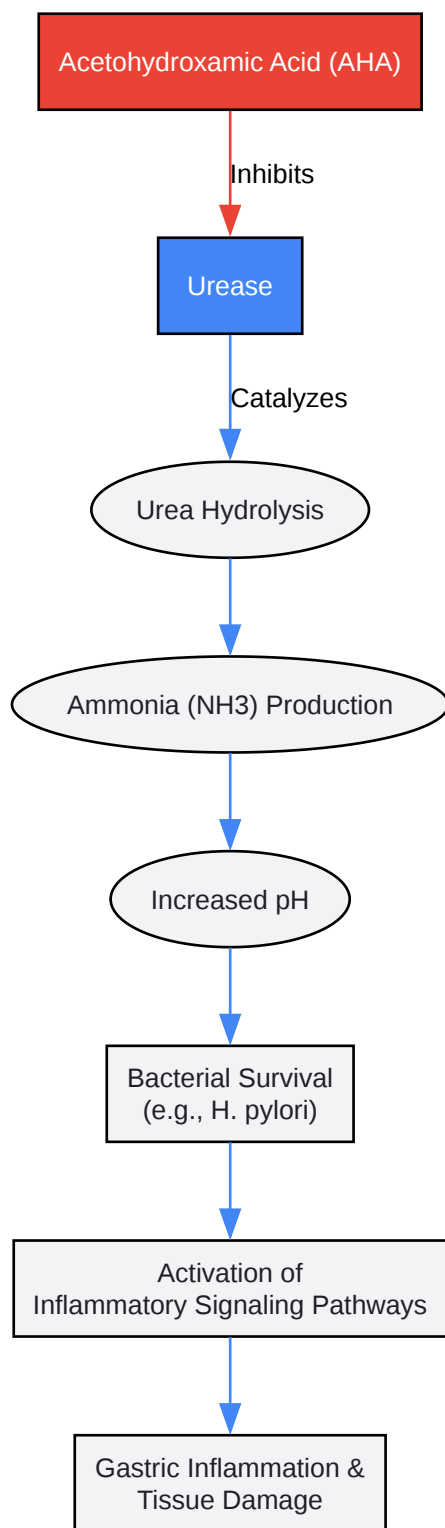 Acetohydroxamic Acid (AHA)
Inhibits
Urease
Catalyzes
Urea Hydrolysis
Ammonia (NH3) Production
Increased pH
Bacterial Survival
(e.g., H. pylori)
Activation of
Inflammatory Signaling Pathways
Gastric Inflammation &
Tissue Damage